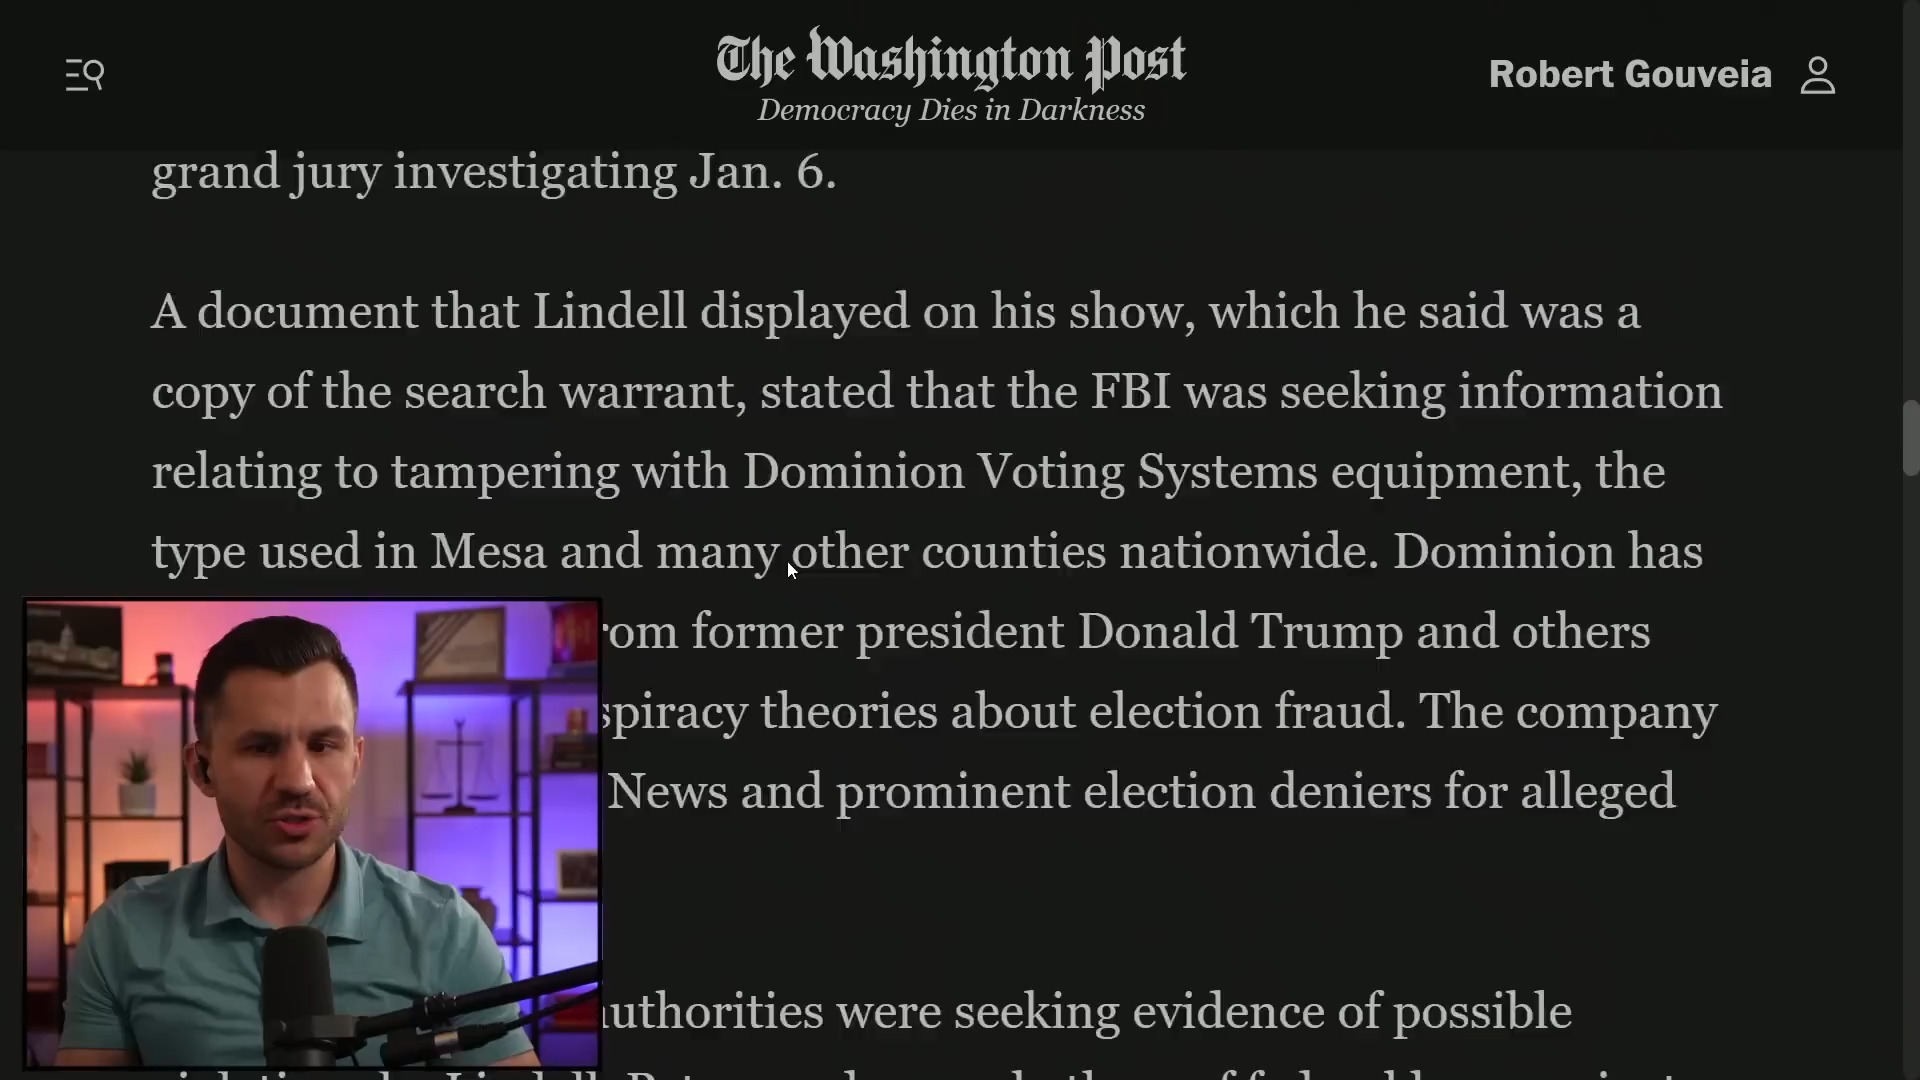 The Washington Post
Democracy Dies in Darkness
Robert Gouveia
grand jury investigating Jan. 6.
A document that Lindell displayed on his show, which he said was a
copy of the search warrant, stated that the FBI was seeking information
relating to tampering with Dominion Voting Systems equipment, the
type used in Mesa and many other counties nationwide. Dominion has
rom former president Donald Trump and others
spiracy theories about election fraud. The company
News and prominent election deniers for alleged
uthorities were seeking evidence of possible